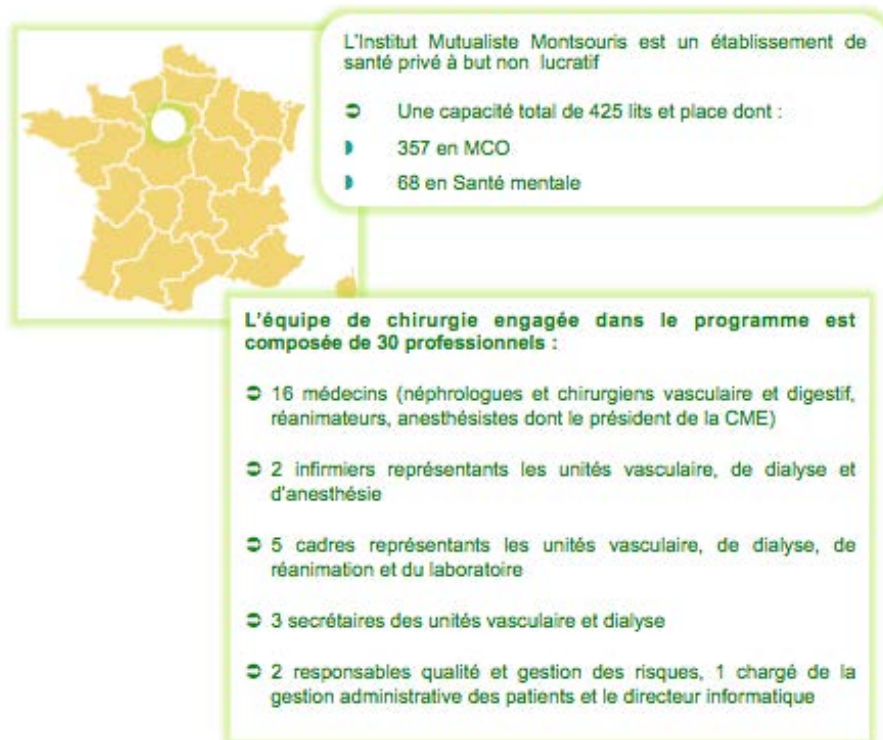 L'Institut Mutualiste Montsouris est un établissement de
santé privé à but non lucratif
➲ Une capacité total de 425 lits et place dont :
◗ 357 en MCO
◗ 68 en Santé mentale
L'équipe de chirurgie engagée dans le programme est
composée de 30 professionnels :
➲ 16 médecins (néphrologues et chirurgiens vasculaire et digestif,
réanimateurs, anesthésistes dont le président de la CME)
➲ 2 infirmiers représentants les unités vasculaire, de dialyse et
d'anesthésie
➲ 5 cadres représentants les unités vasculaire, de dialyse, de
réanimation et du laboratoire
➲ 3 secrétaires des unités vasculaire et dialyse
➲ 2 responsables qualité et gestion des risques, 1 chargé de la
gestion administrative des patients et le directeur informatique